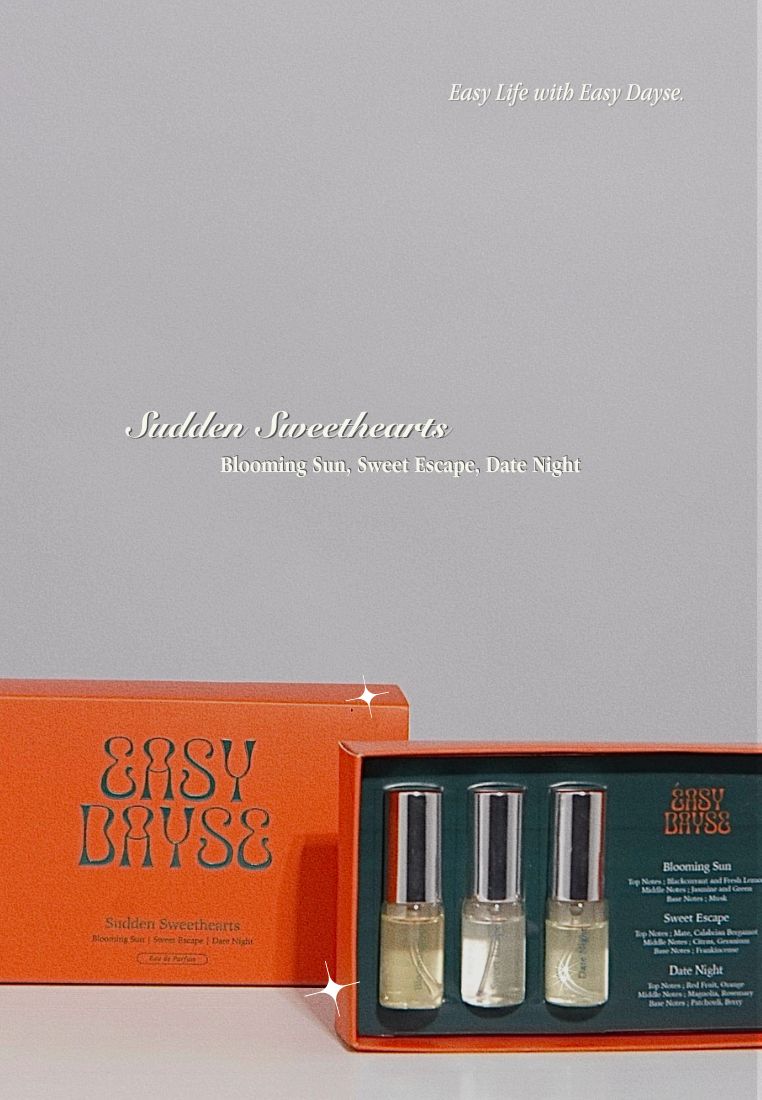 Easy Life with Easy Dayse.
Sudden Sweethearts
Blooming Sun, Sweet Escape, Date Night
EASY
DAYSE
Sudden Sweethearts
Blooming Sun | Sweet Escape | Date Night
Eau de Parfum
Date Night
EASY
DAYSE
Blooming Sun
Top Notes ; Blackcurrant and Fresh Lemo
Middle Notes ; Jasmine and Green
Base Notes ; Musk
Sweet Escape
Top Notes ; Mate, Calabrian Bergamot
Middle Notes ; Citrus, Geranium
Base Notes ; Frankincense
Date Night
Top Notes ; Red Fruit, Orange
Middle Notes ; Magnolia, Rosemary
Base Notes ; Patchouli, Berry